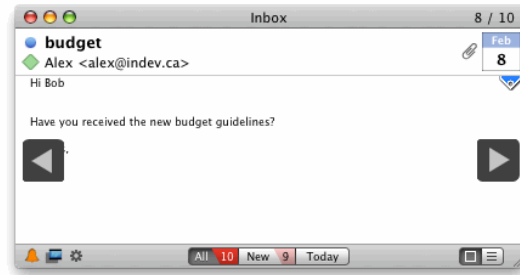 Inbox
8 / 10
budget
Feb
Alex <alex@indev.ca>
8
Hi Bob
Have you received the new budget guidelines?
All 10 New 9 Today